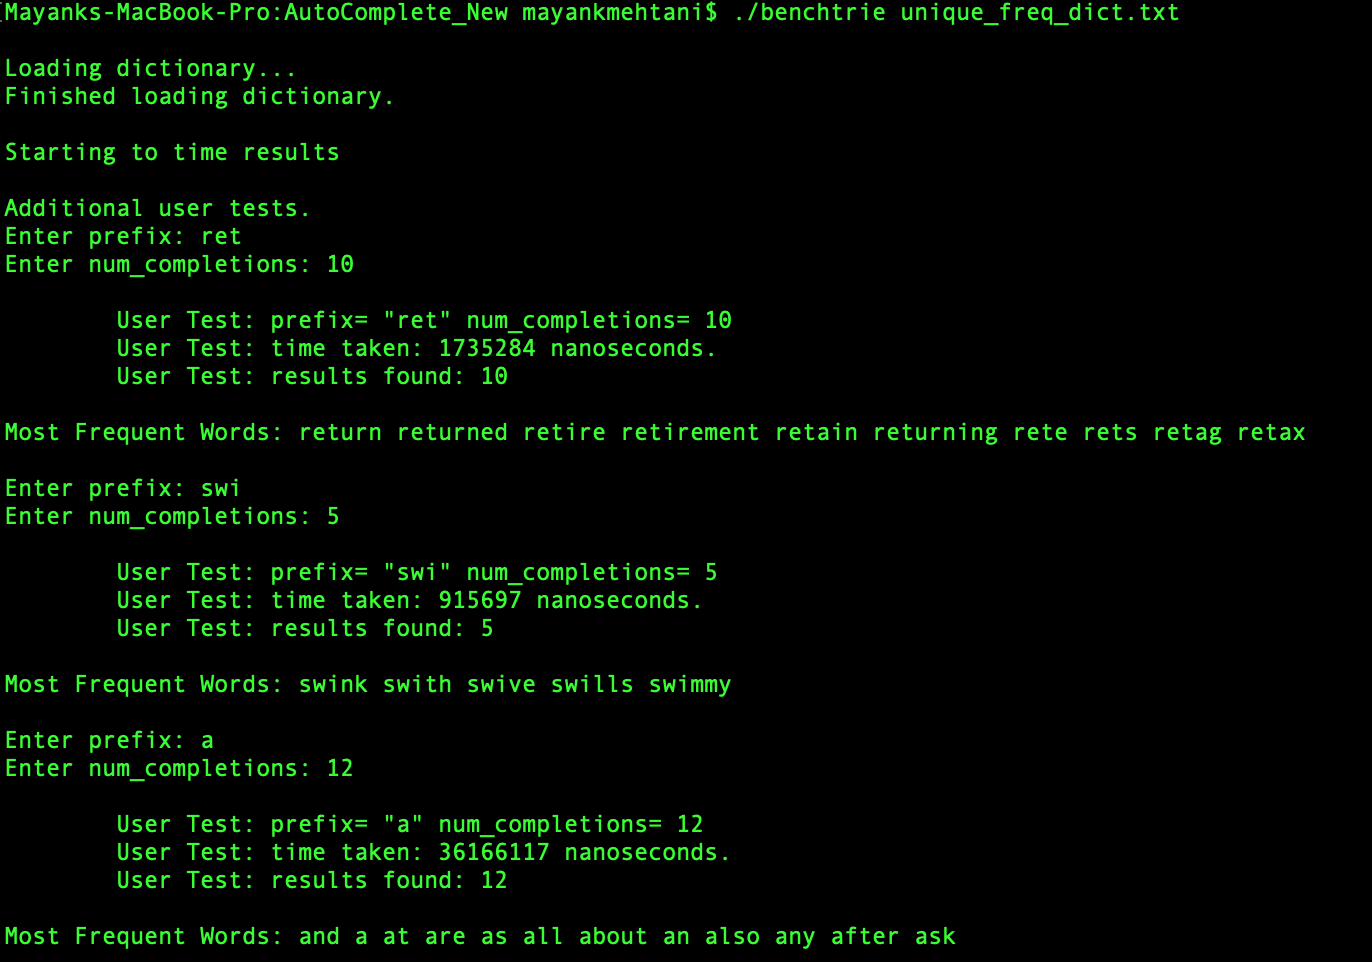 Mayanks-MacBook-Pro:AutoComplete_New mayankmehtani$ ./benchtrie unique_freq_dict.txt
Loading dictionary...
Finished loading dictionary.
Starting to time results
Additional user tests.
Enter prefix: ret
Enter num_completions: 10
User Test: prefix= "ret" num_completions= 10
User Test: time taken: 1735284 nanoseconds.
User Test: results found: 10
Most Frequent Words: return returned retire retirement retain returning rete rets retag retax
Enter prefix: swi
Enter num_completions: 5
User Test: prefix= "swi" num_completions= 5
User Test: time taken: 915697 nanoseconds.
User Test: results found: 5
Most Frequent Words: swink swith swive swills swimmy
Enter prefix: a
Enter num_completions: 12
User Test: prefix= "a" num_completions= 12
User Test: time taken: 36166117 nanoseconds.
User Test: results found: 12
Most Frequent Words: and a at are as all about an also any after ask